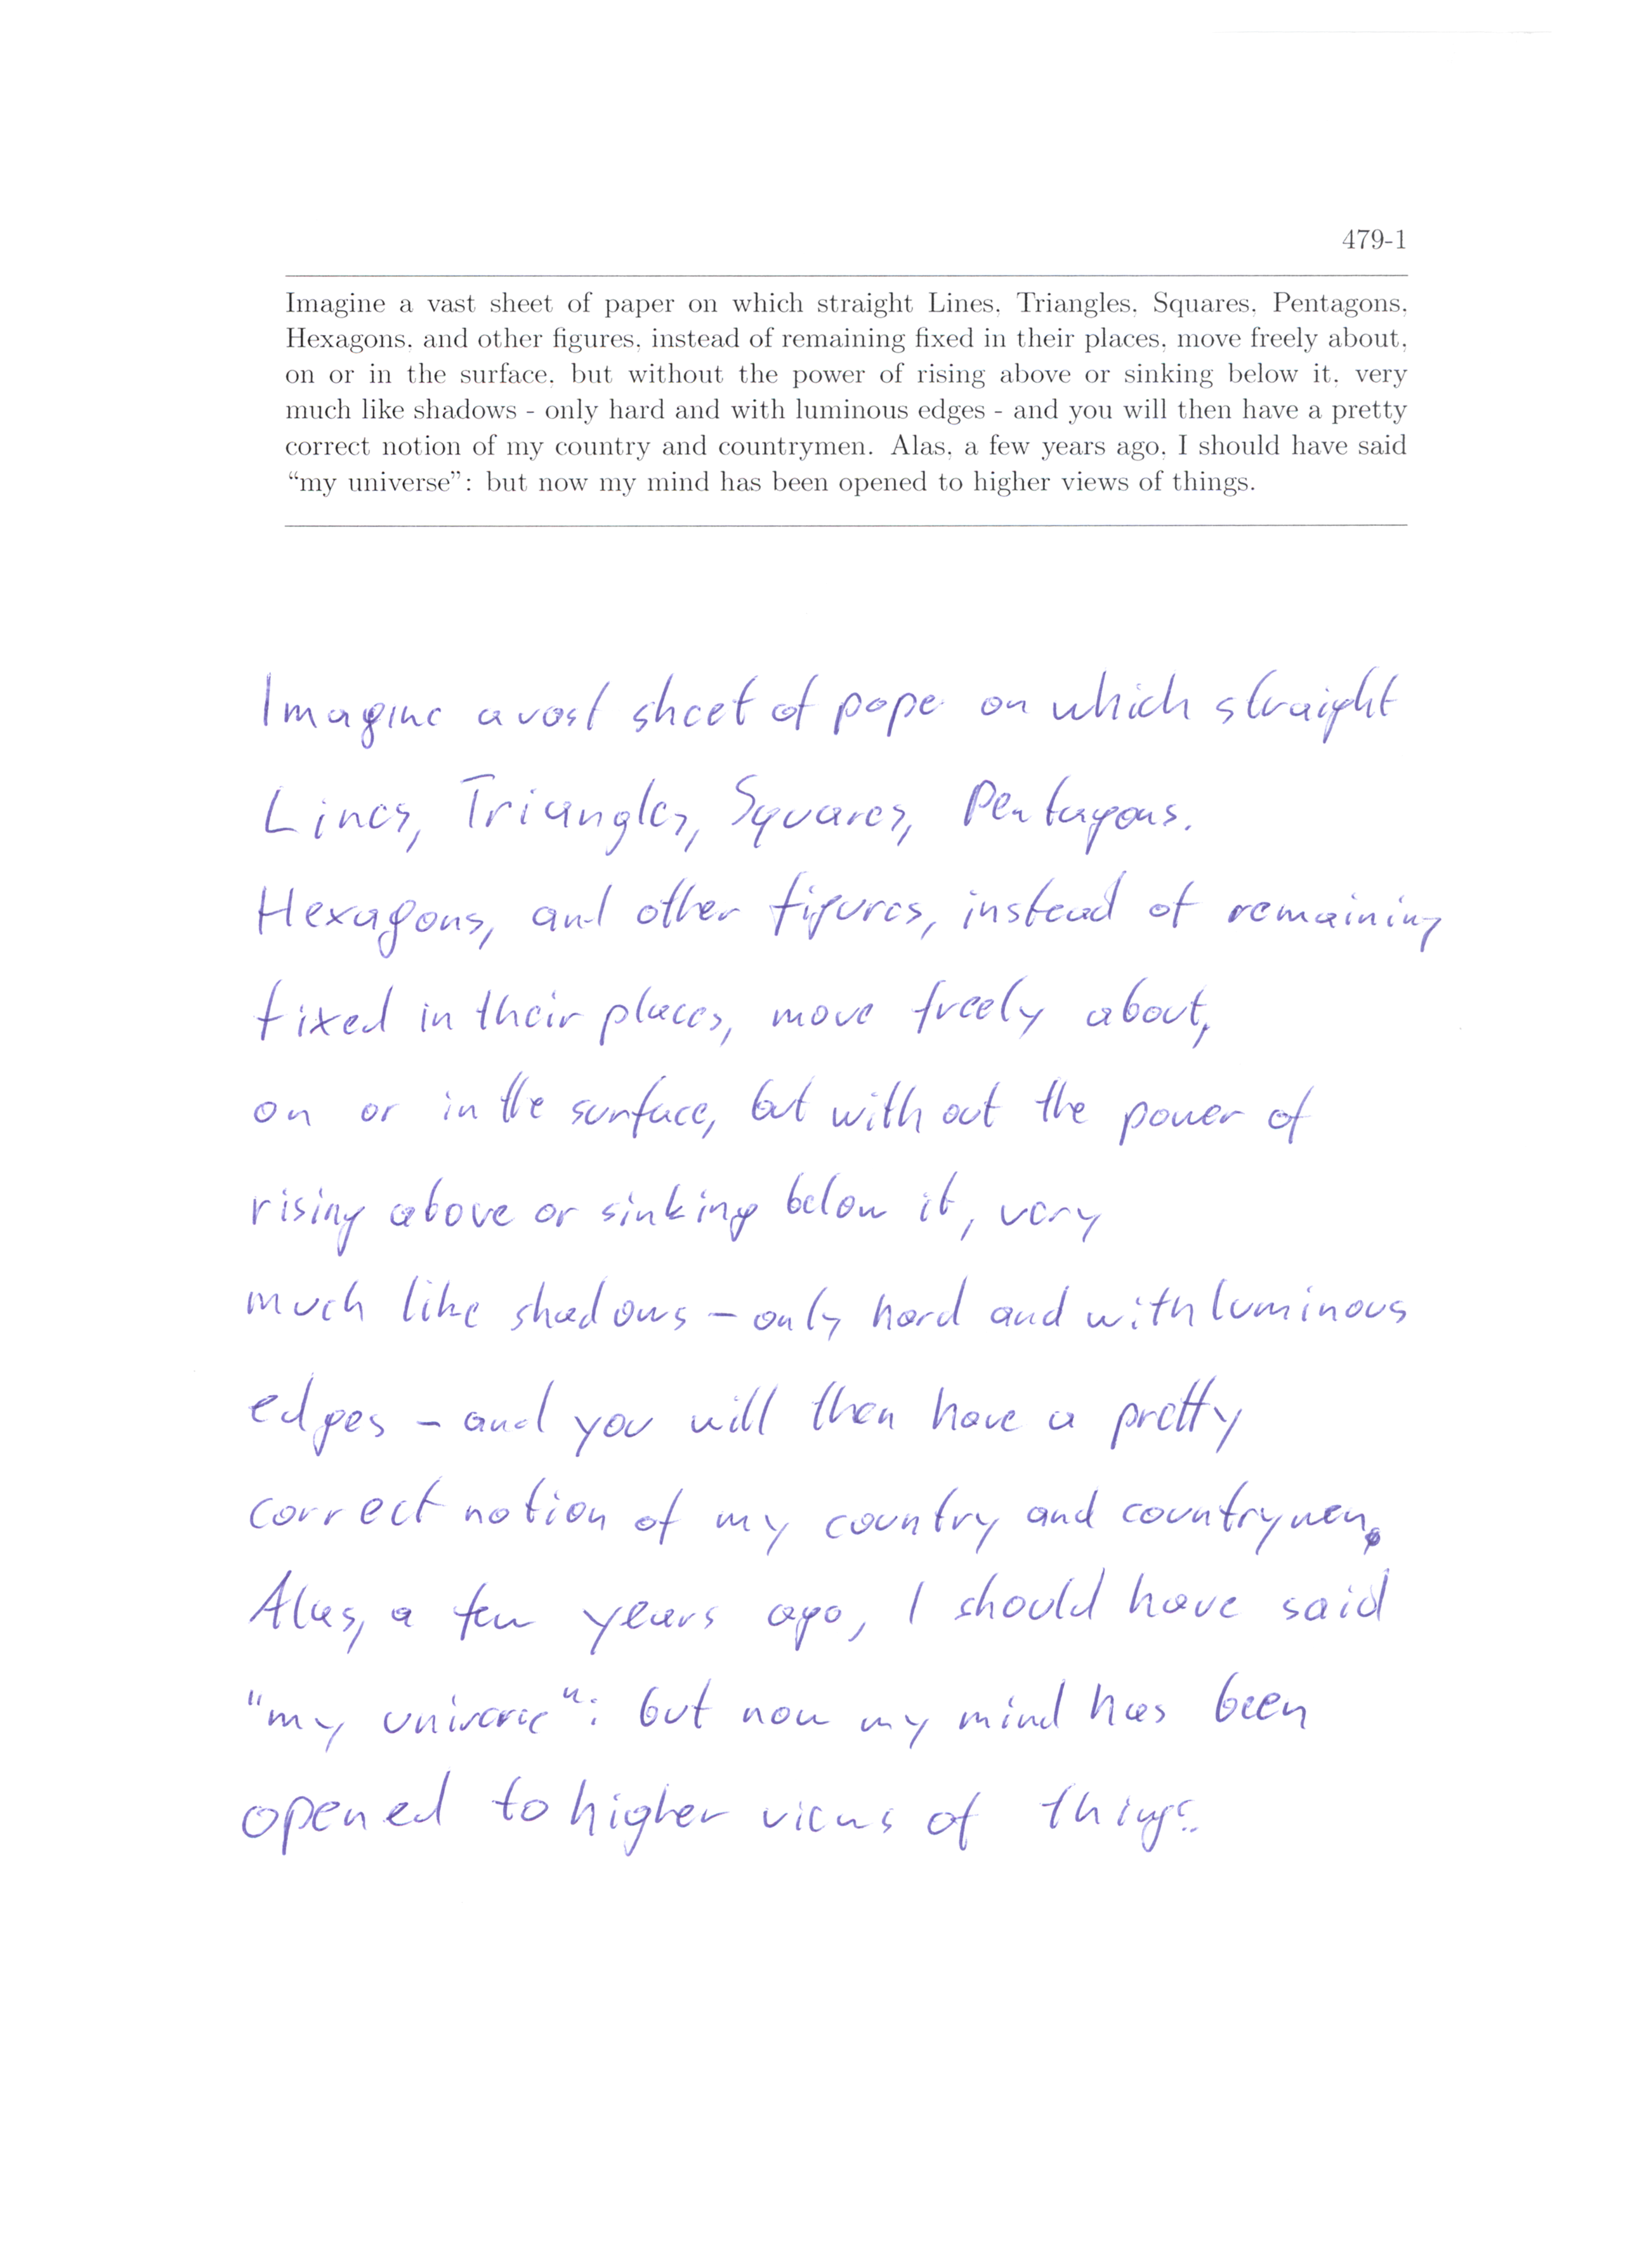 479-1
Imagine a vast sheet of paper on which straight Lines, Triangles, Squares, Pentagons,
Hexagons, and other figures, instead of remaining fixed in their places, move freely about,
on or in the surface, but without the power of rising above or sinking below it, very
much like shadows - only hard and with luminous edges - and you will then have a pretty
correct notion of my country and countrymen. Alas, a few years ago, I should have said
“my universe”: but now my mind has been opened to higher views of things.
Imagine a vast sheet of pape on which straight
Lines, Triangles, Squares, Pentagons.
Hexagons, and other figures, instead of remaining
fixed in their places, move freely about,
on or in the surface, but without the power of
rising above or sinking below it, very
much like shadows – only hard and with luminous
edges – and you will then have a pretty
correct notion of my country and countrymen.
Alas, a few years ago, I should have said
"my universe": but now my mind has been
opened to higher views of things.